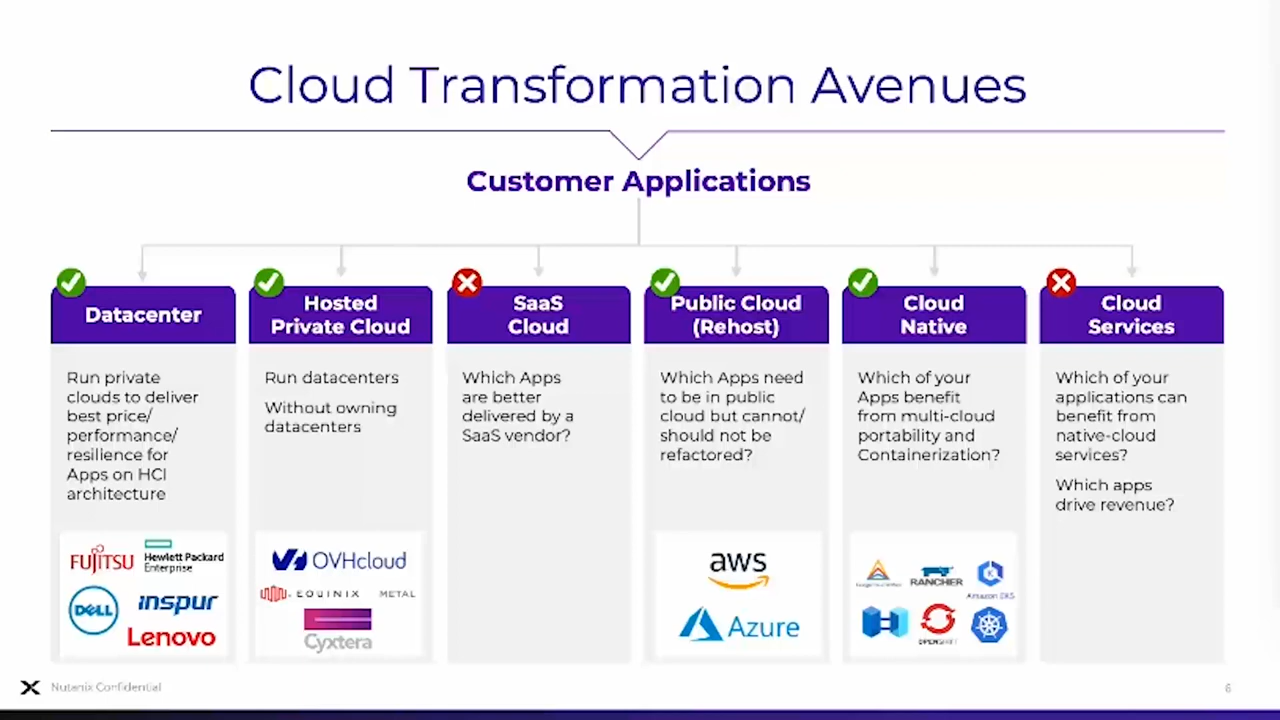 Cloud Transformation Avenues
Customer Applications
Datacenter
Run private
clouds to deliver
best price/
performance/
resilience for
Apps on HCI
architecture
FUJITSU
Hewlett Packard
Enterprise
DELL
inspur
Lenovo
Hosted
Private Cloud
Run datacenters
Without owning
datacenters
OVHcloud
EQUINIX METAL
Cyxtera
SaaS
Cloud
Which Apps
are better
delivered by a
SaaS vendor?
Public Cloud
(Rehost)
Which Apps need
to be in public
cloud but cannot/
should not be
refactored?
aws
Azure
Cloud
Native
Which of your
Apps benefit
from multi-cloud
portability and
Containerization?
RANCHER
Amazon EKS
OPENSHIFT
Cloud
Services
Which of your
applications can
benefit from
native-cloud
services?
Which apps
drive revenue?
Nutanix Confidential
6